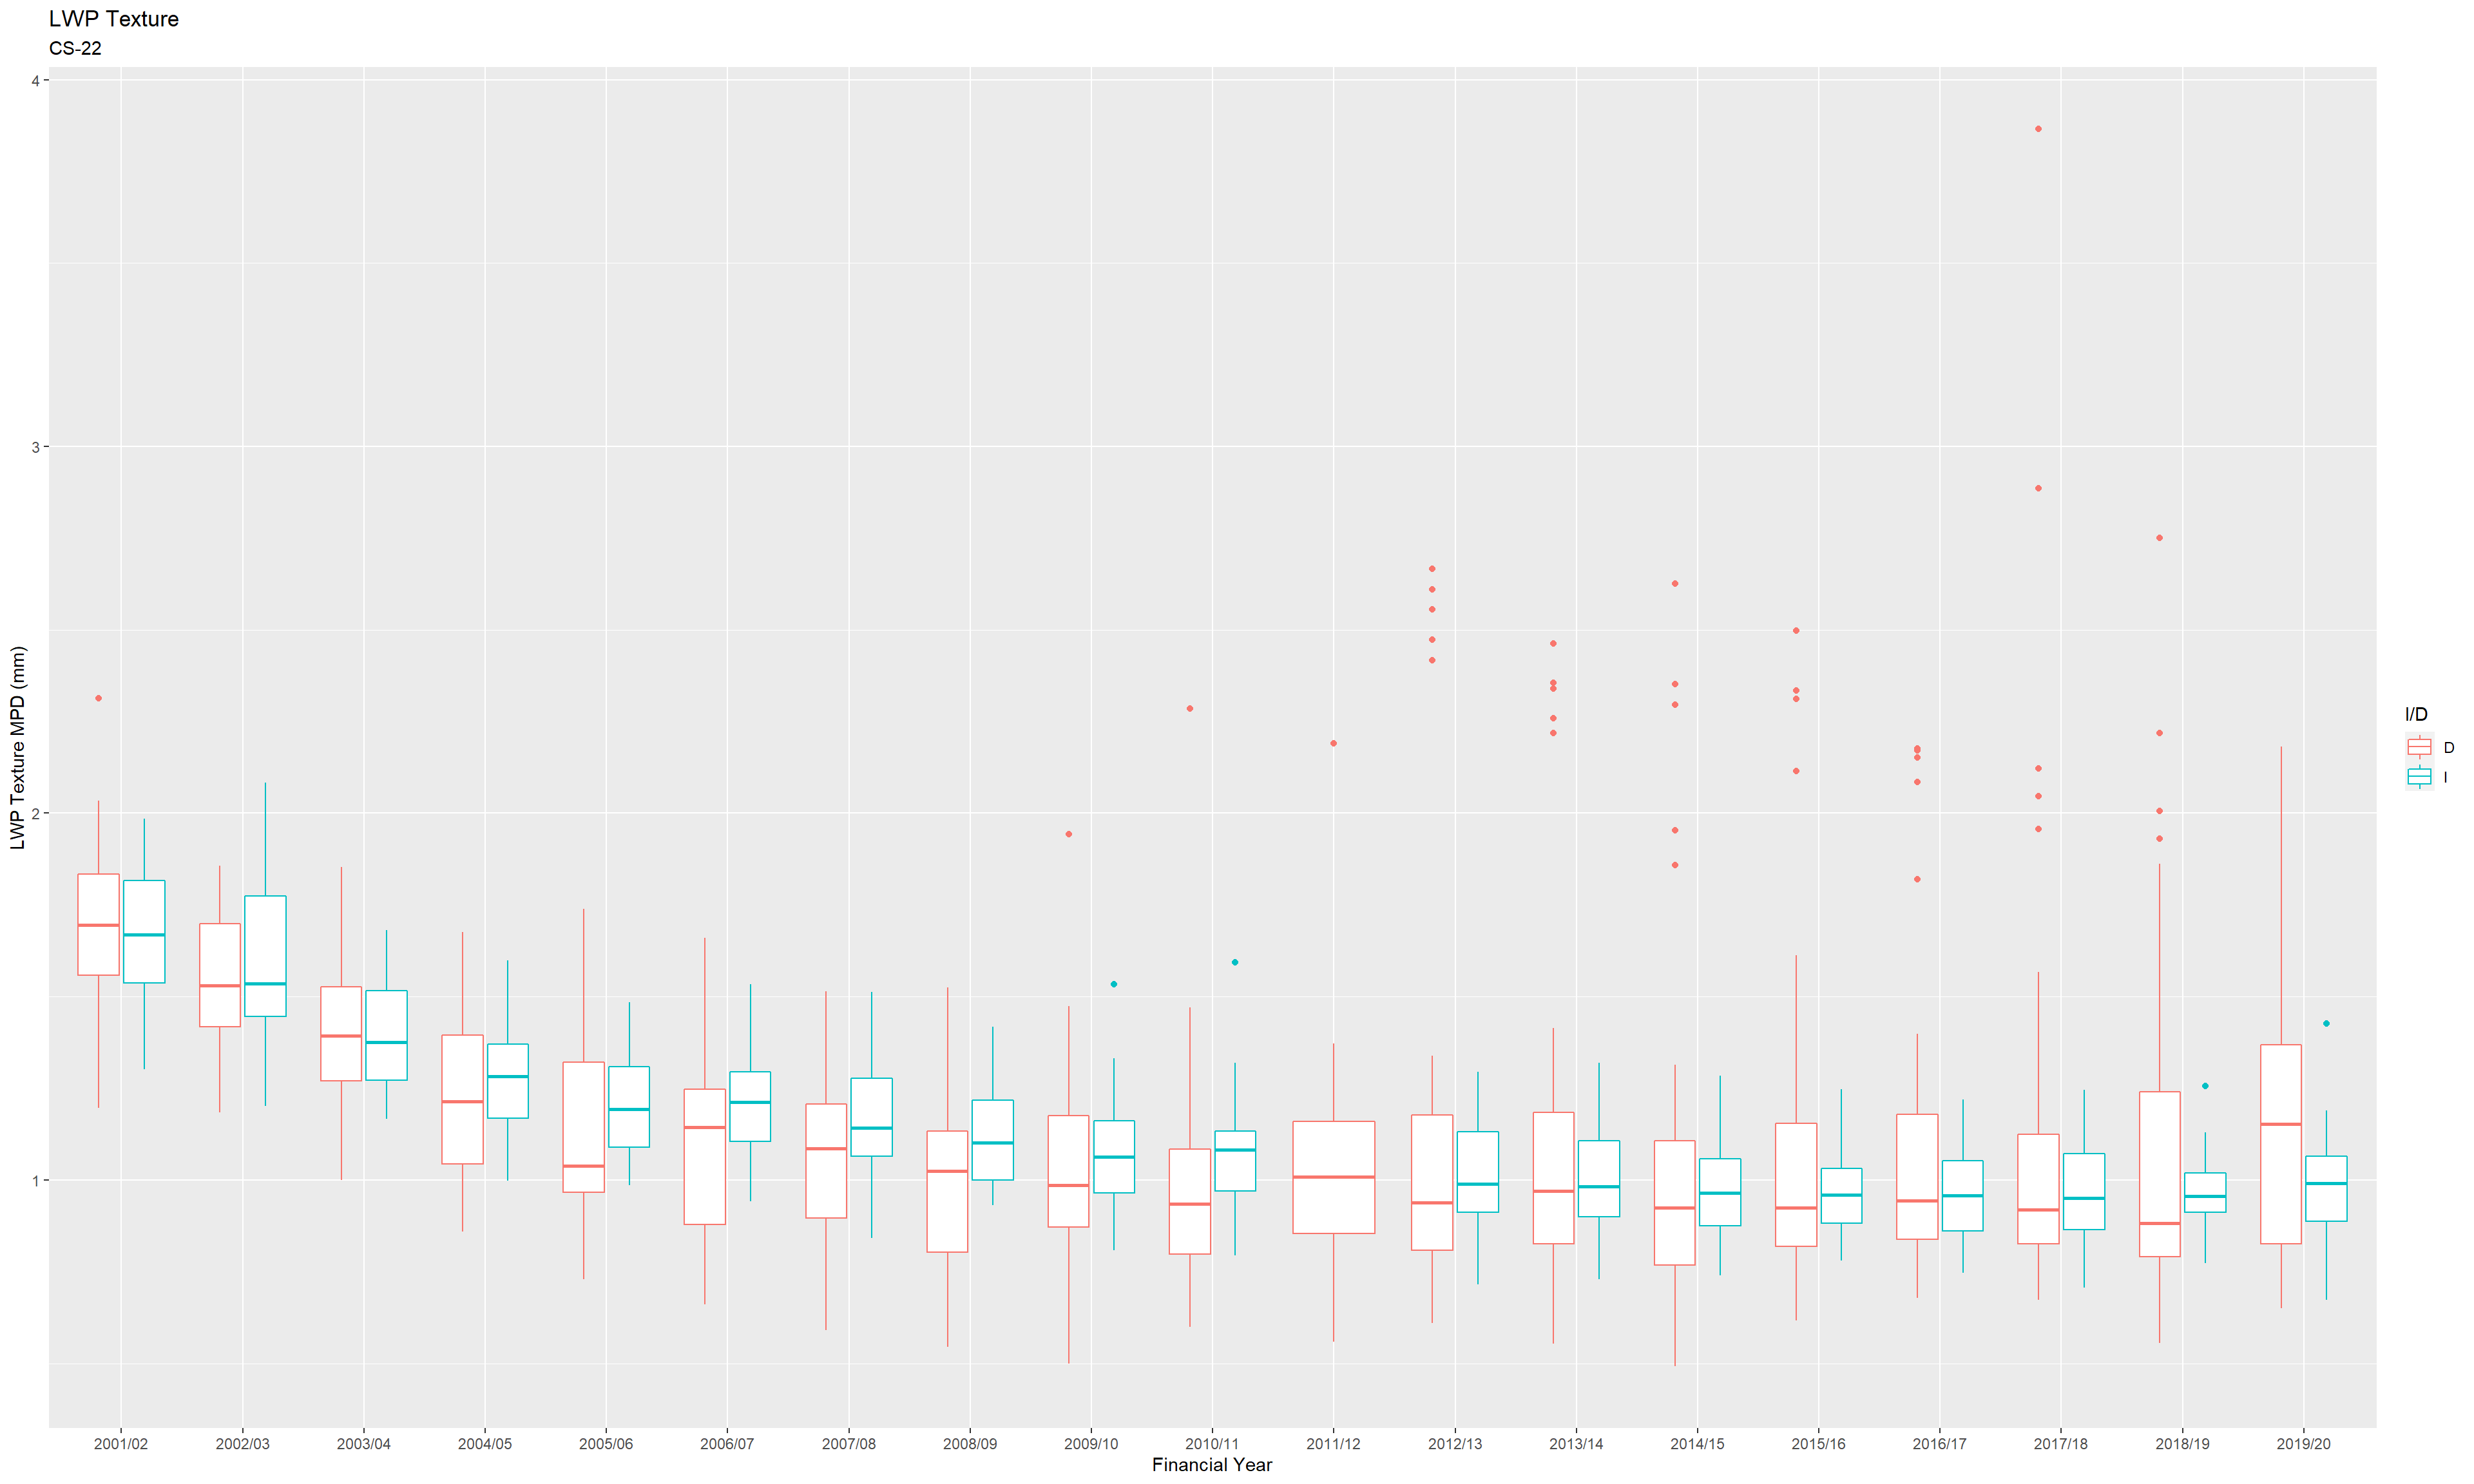 LWP Texture
CS-22
4
3
2
1
LWP Texture MPD (mm)
2001/02 2002/03 2003/04 2004/05 2005/06 2006/07 2007/08 2008/09 2009/10 2010/11 2011/12 2012/13 2013/14 2014/15 2015/16 2016/17 2017/18 2018/19 2019/20
Financial Year
I/D
D
I